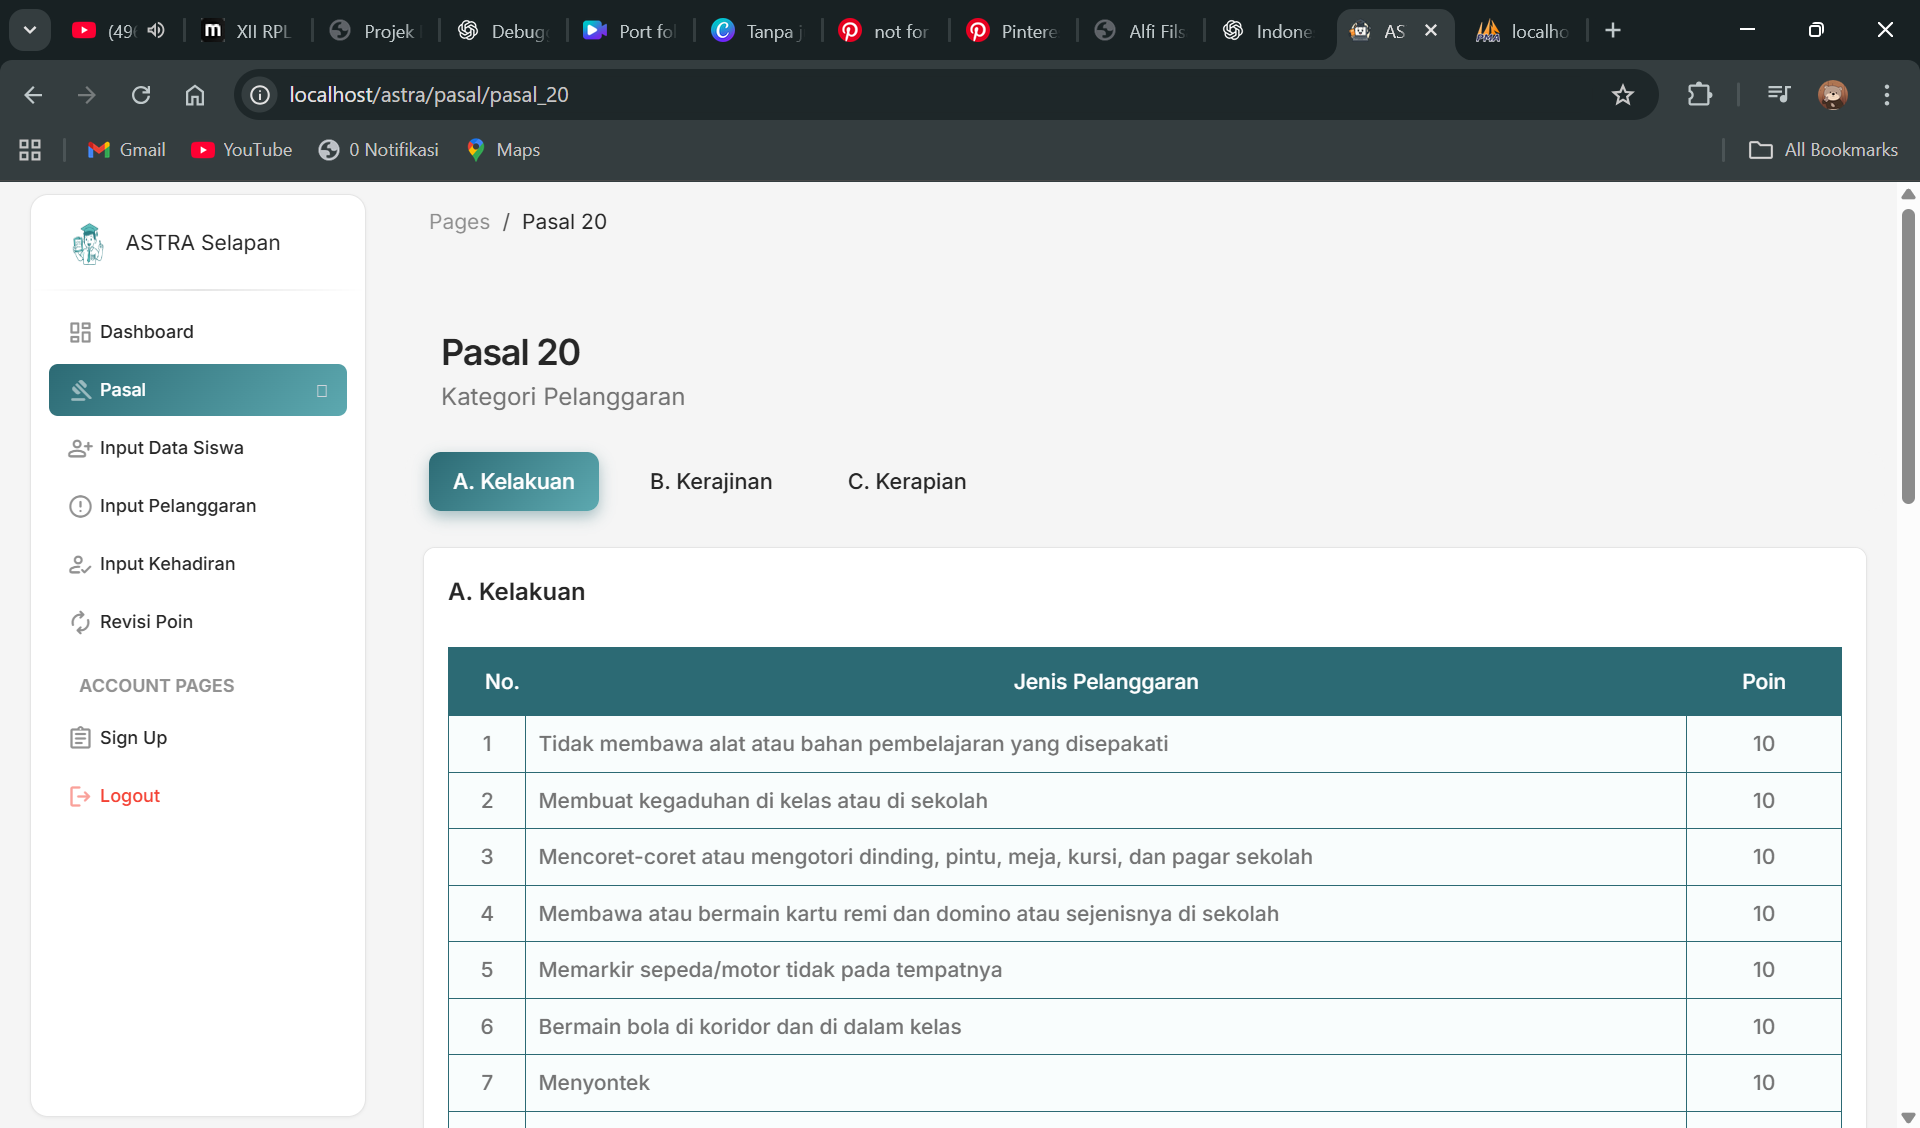 (49
XII RPL
Projek
Debug
Port fol
Tanpa j
not for
Pintere
Alfi Fils
Indone
AS
localho
localhost/astra/pasal/pasal_20
Gmail
YouTube
0 Notifikasi
Maps
All Bookmarks
ASTRA Selapan
Dashboard
Pasal
Input Data Siswa
Input Pelanggaran
Input Kehadiran
Revisi Poin
ACCOUNT PAGES
Sign Up
Logout
Pages / Pasal 20
Pasal 20
Kategori Pelanggaran
A. Kelakuan B. Kerajinan C. Kerapian
A. Kelakuan
No. Jenis Pelanggaran Poin
1 Tidak membawa alat atau bahan pembelajaran yang disepakati 10
2 Membuat kegaduhan di kelas atau di sekolah 10
3 Mencoret-coret atau mengotori dinding, pintu, meja, kursi, dan pagar sekolah 10
4 Membawa atau bermain kartu remi dan domino atau sejenisnya di sekolah 10
5 Memarkir sepeda/motor tidak pada tempatnya 10
6 Bermain bola di koridor dan di dalam kelas 10
7 Menyontek 10